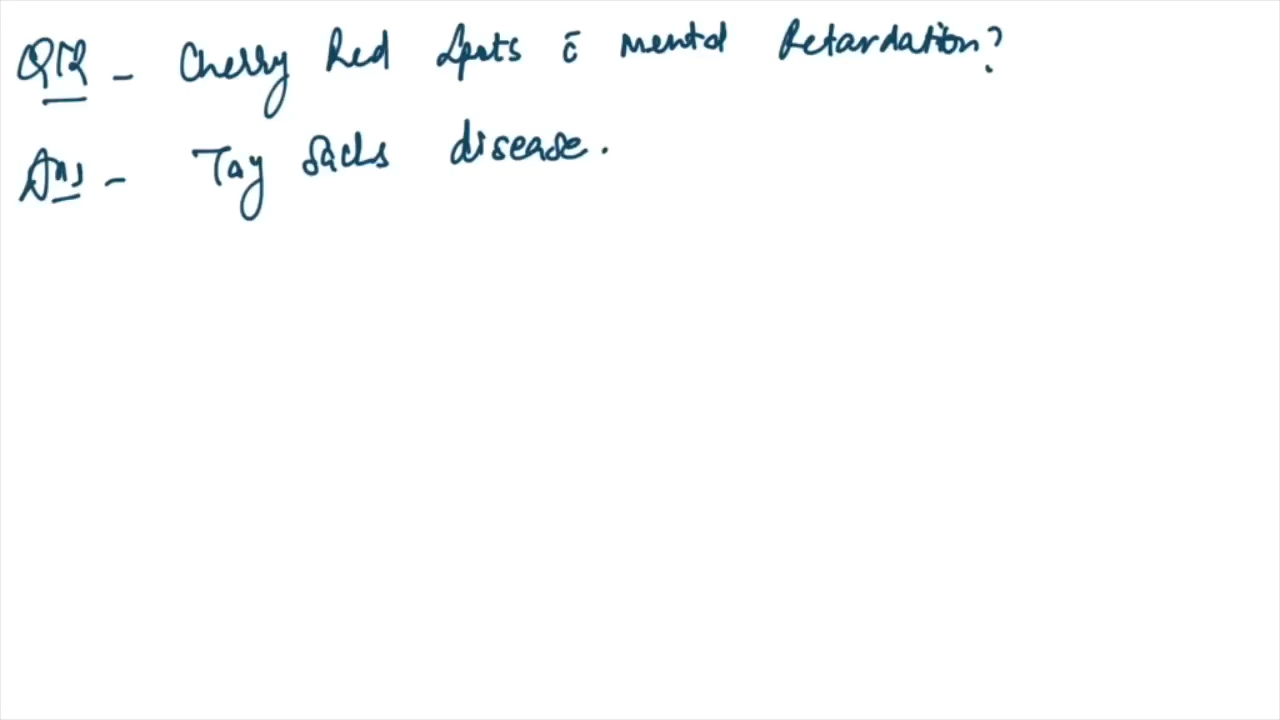 Q12 - Cherry Red Spots c̄ mental Retardation?
Ans - Tay Sachs disease.